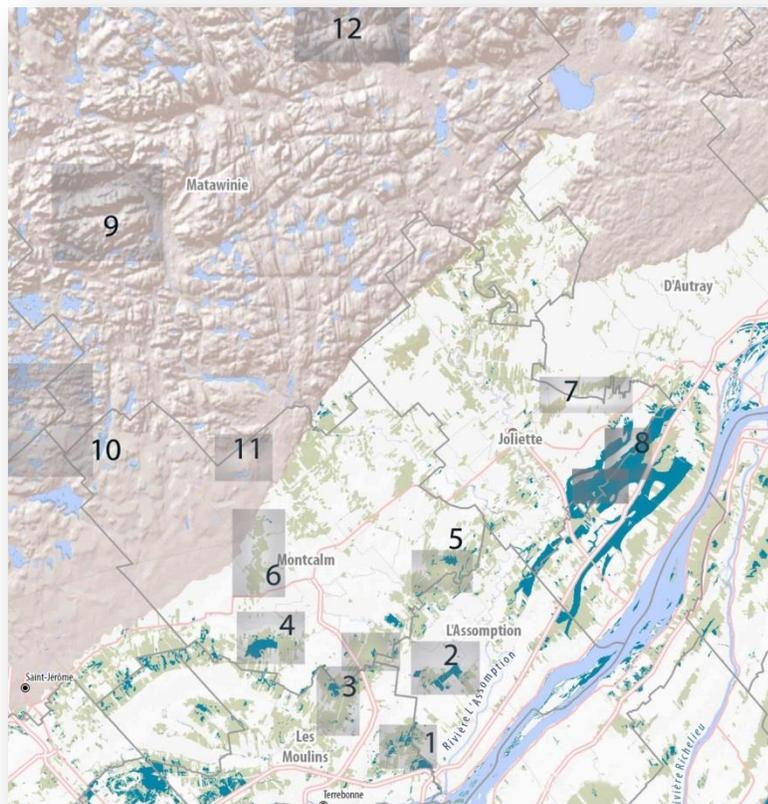 12
Matawinie
9
D'Autray
7
Joliette
8
10
11
5
Montcalm
6
4
L'Assomption
2
Saint-Jérôme
3
Rivière L'Assomption
Les
Moulins
1
vière Richelieu
Terrebonne